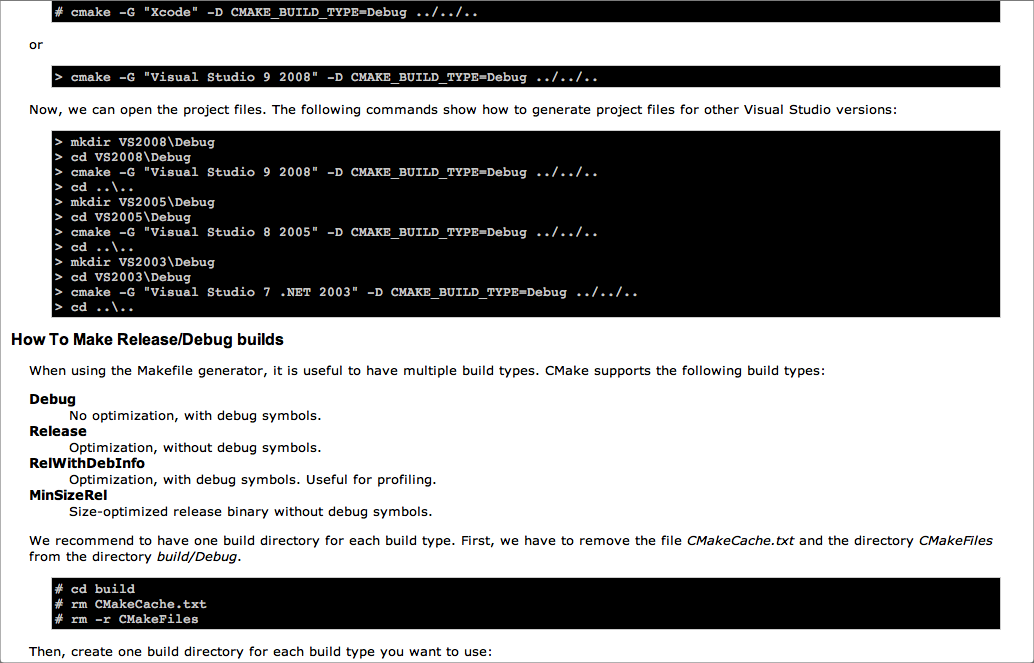 # cmake -G "Xcode" -D CMAKE_BUILD_TYPE=Debug ../../..
or
> cmake -G "Visual Studio 9 2008" -D CMAKE_BUILD_TYPE=Debug ../../..
Now, we can open the project files. The following commands show how to generate project files for other Visual Studio versions:
> mkdir VS2008\Debug
> cd VS2008\Debug
> cmake -G "Visual Studio 9 2008" -D CMAKE_BUILD_TYPE=Debug ../../..
> cd ..\..
> mkdir VS2005\Debug
> cd VS2005\Debug
> cmake -G "Visual Studio 8 2005" -D CMAKE_BUILD_TYPE=Debug ../../..
> cd ..\..
> mkdir VS2003\Debug
> cd VS2003\Debug
> cmake -G "Visual Studio 7 .NET 2003" -D CMAKE_BUILD_TYPE=Debug ../../..
> cd ..\..
How To Make Release/Debug builds
When using the Makefile generator, it is useful to have multiple build types. CMake supports the following build types:
Debug
No optimization, with debug symbols.
Release
Optimization, without debug symbols.
RelWithDebInfo
Optimization, with debug symbols. Useful for profiling.
MinSizeRel
Size-optimized release binary without debug symbols.
We recommend to have one build directory for each build type. First, we have to remove the file CMakeCache.txt and the directory CMakeFiles
from the directory build/Debug.
# cd build
# rm CMakeCache.txt
# rm -r CMakeFiles
Then, create one build directory for each build type you want to use: